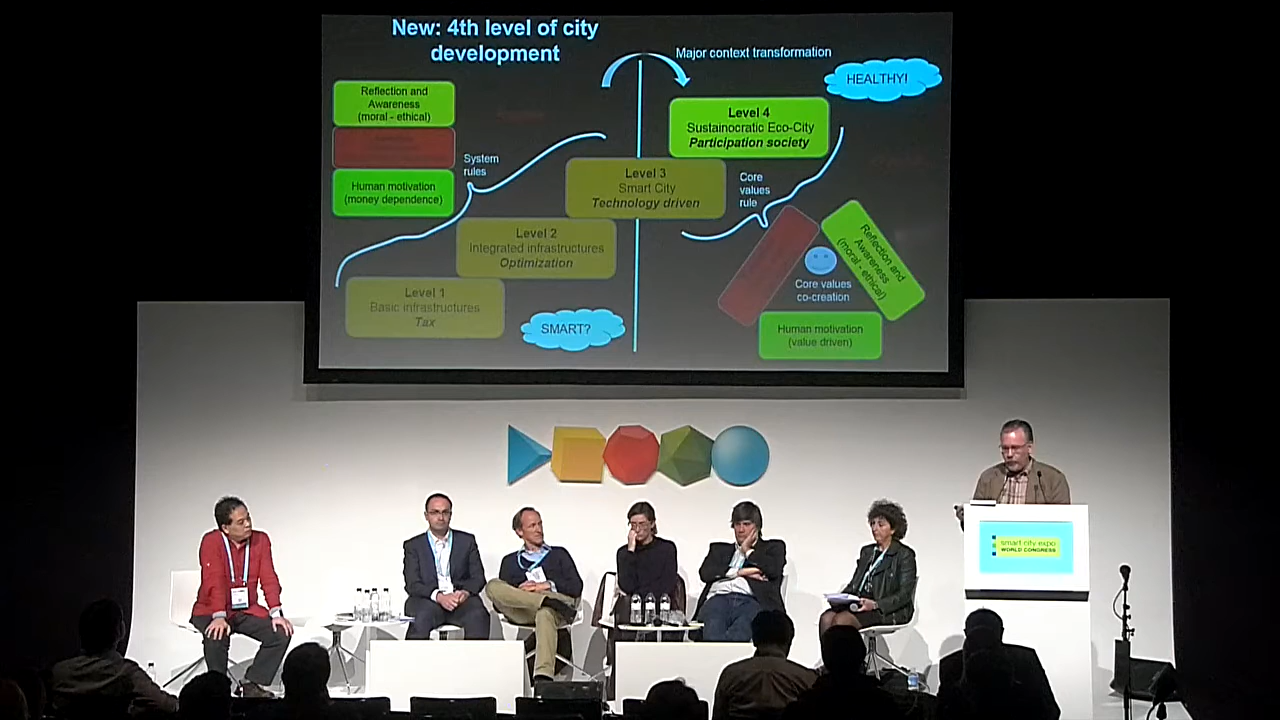 New: 4th level of city
development
Major context transformation
HEALTHY!
Reflection and
Awareness
(moral - ethical)
Human motivation
(money dependence)
System
rules
Level 4
Sustainocratic Eco-City
Participation society
Level 3
Smart City
Technology driven
Core
values
rule
Level 2
Integrated infrastructures
Optimization
Level 1
Basic infrastructures
Tax
SMART?
Reflection and
Awareness
(moral - ethical)
Core values
co-creation
Human motivation
(value driven)
smart city expo
WORLD CONGRESS